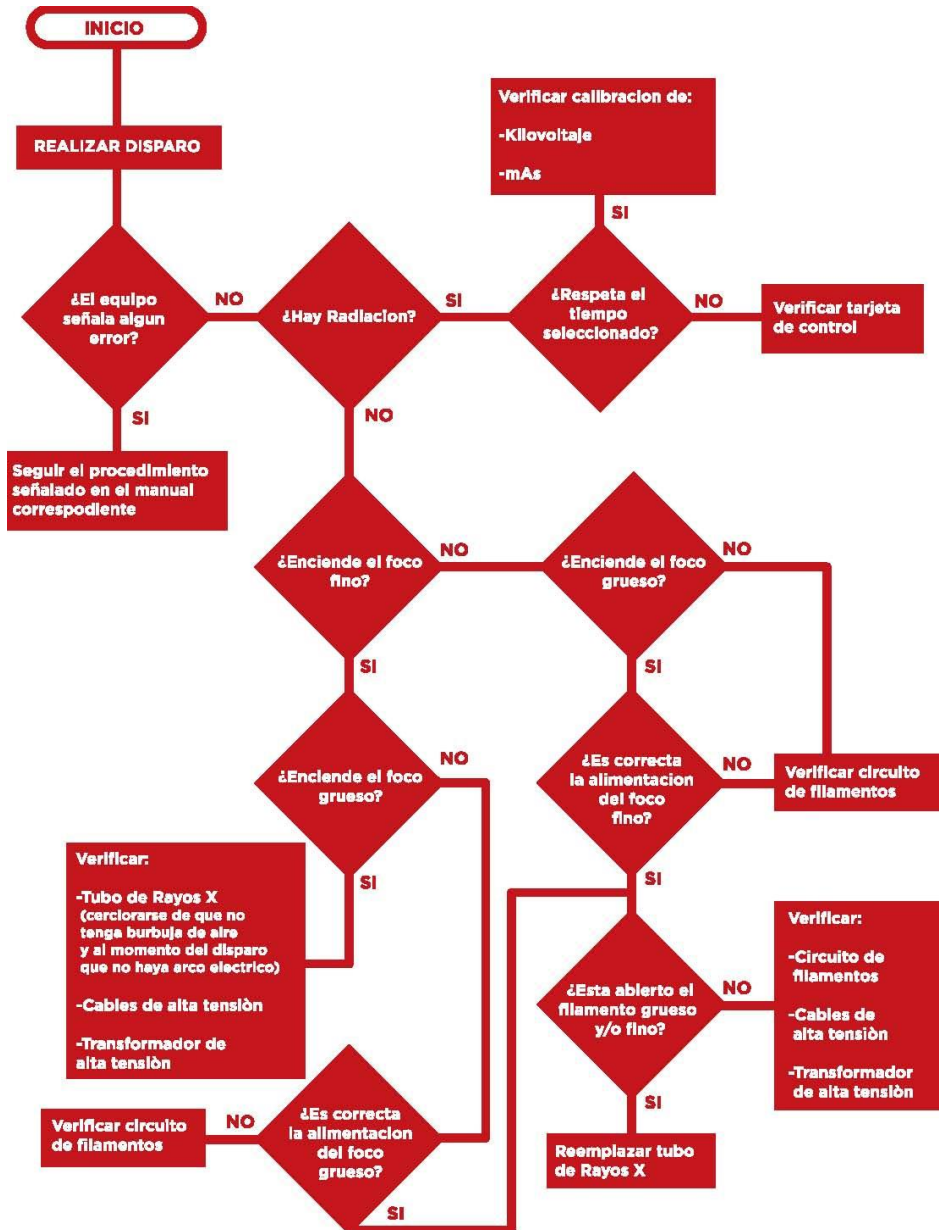 INICIO
REALIZAR DISPARO
¿El equipo
señala algun
error?
NO
SI
Seguir el procedimiento
señalado en el manual
correspodiente
¿Hay Radiacion?
SI
NO
Verificar calibracion de:
-Kilovoltaje
-mAs
SI
¿Respeta el
tiempo
seleccionado?
NO
Verificar tarjeta
de control
¿Enciende el foco
fino?
NO
SI
¿Enciende el foco
grueso?
NO
SI
¿Enciende el foco
grueso?
NO
SI
¿Es correcta
la alimentacion
del foco
fino?
NO
SI
Verificar circuito
de filamentos
Verificar:
-Tubo de Rayos X
(cerciorarse de que no
tenga burbuja de aire
y al momento del disparo
que no haya arco electrico)
-Cables de alta tensiòn
-Transformador de
alta tensiòn
¿Esta abierto el
filamento grueso
y/o fino?
NO
SI
Verificar:
-Circuito de
filamentos
-Cables de
alta tensiòn
-Transformador
de alta tensiòn
Verificar circuito
de filamentos
NO
¿Es correcta
la alimentacion
del foco
grueso?
SI
Reemplazar tubo
de Rayos X